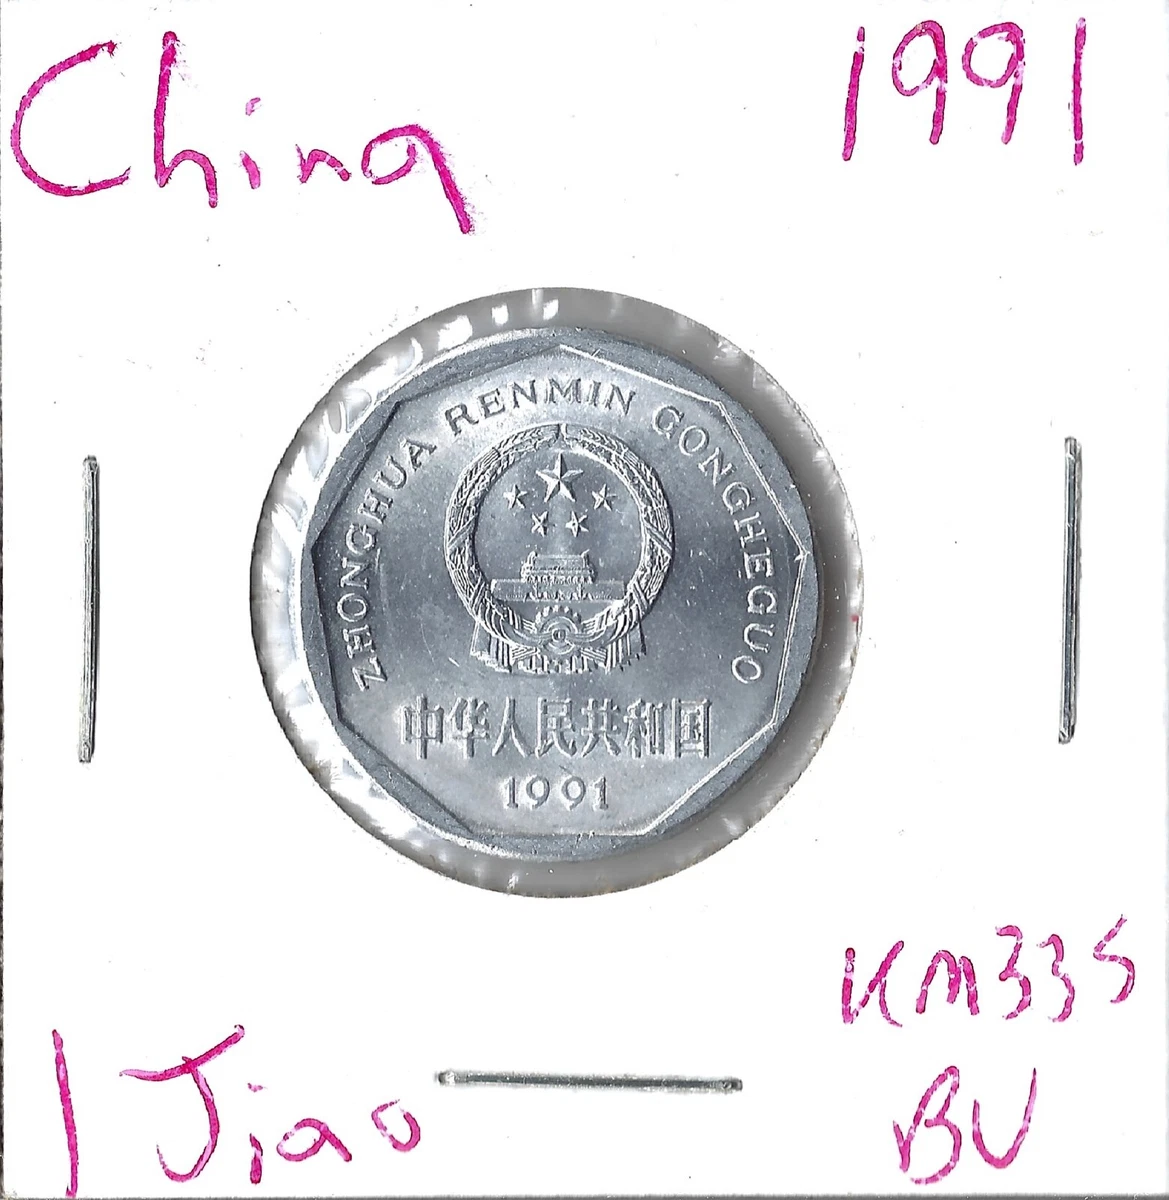 China 1991
ZHONGHUA RENMIN GONGHEGUO
中华人民共和国
1991
KM335
1 Jiao BU